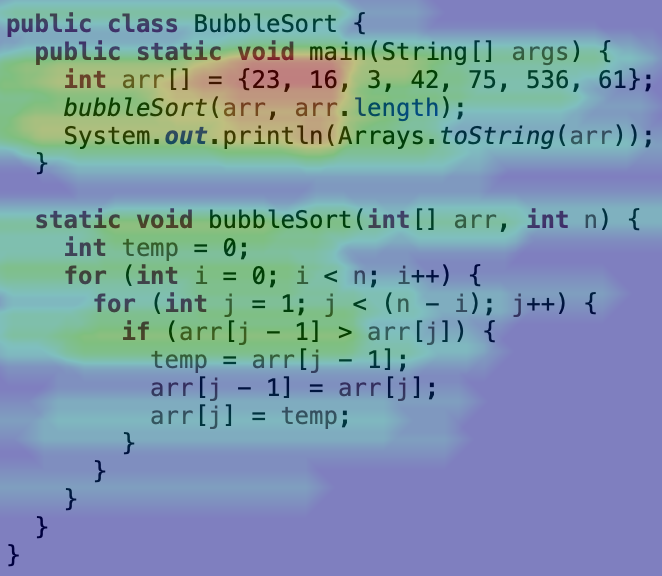 public class BubbleSort {
  public static void main(String[] args) {
    int arr[] = {23, 16, 3, 42, 75, 536, 61};
    bubbleSort(arr, arr.length);
    System.out.println(Arrays.toString(arr));
  }

  static void bubbleSort(int[] arr, int n) {
    int temp = 0;
    for (int i = 0; i < n; i++) {
      for (int j = 1; j < (n - i); j++) {
        if (arr[j - 1] > arr[j]) {
          temp = arr[j - 1];
          arr[j - 1] = arr[j];
          arr[j] = temp;
        }
      }
    }
  }
}